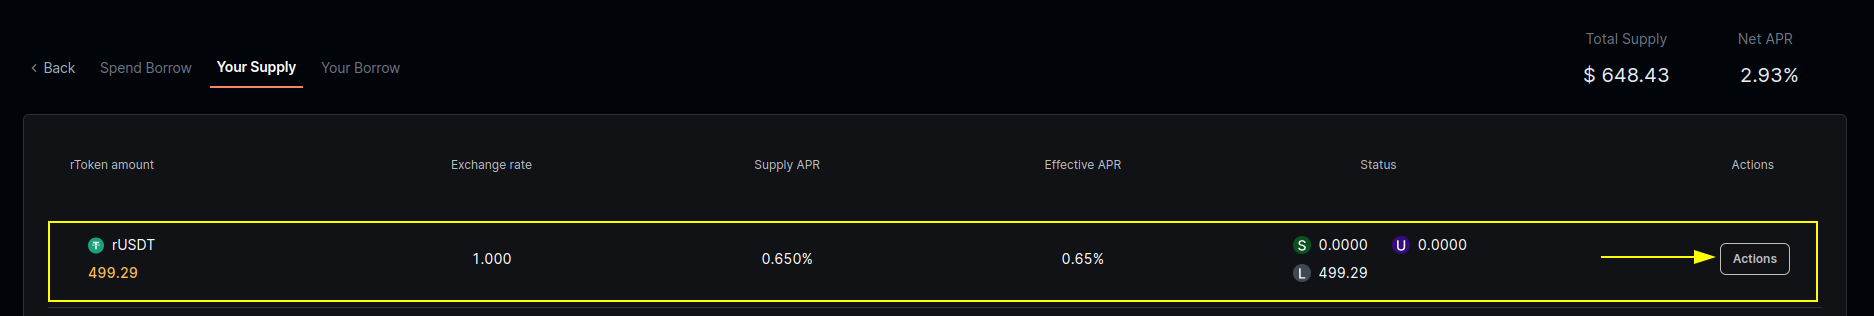 Total Supply Net APR
‹ Back Spend Borrow Your Supply Your Borrow
$ 648.43 2.93%
rToken amount Exchange rate Supply APR Effective APR Status Actions
T rUSDT S 0.0000 U 0.0000
1.000 0.650% 0.65% Actions
499.29 L 499.29